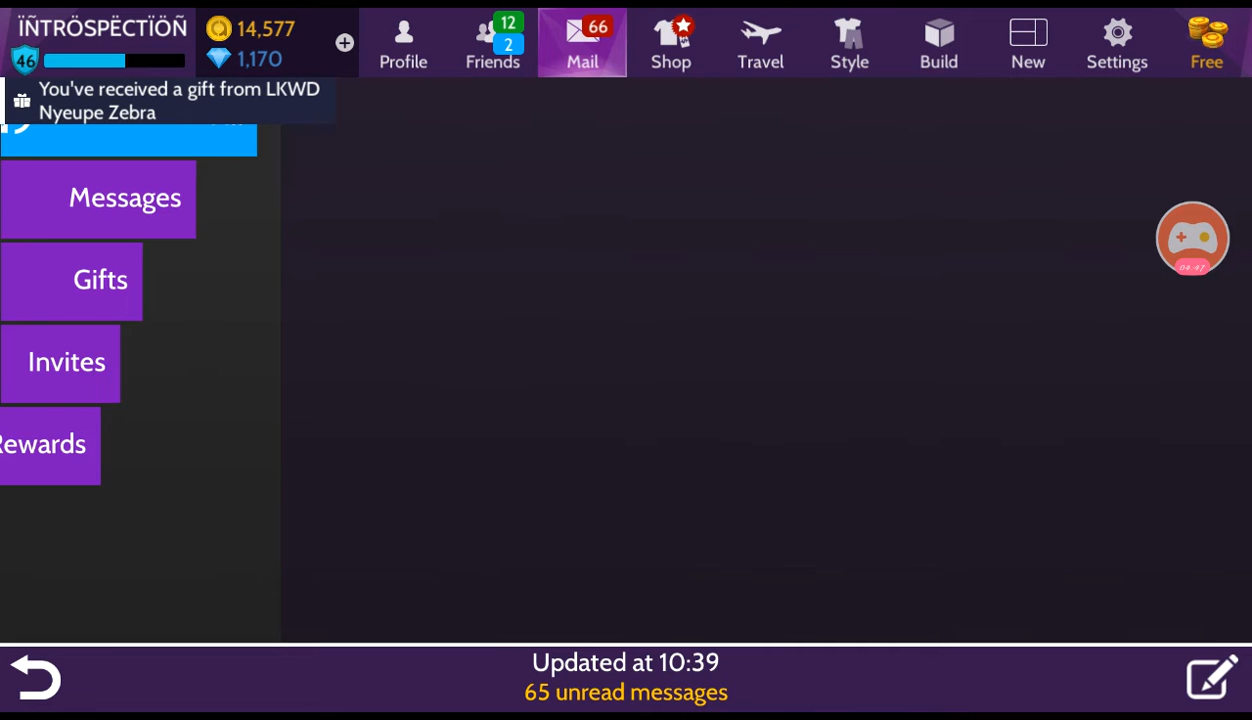 ÏÑTRÖSPËCTÏÖÑ
46
14,577
1,170
Profile
12
2
Friends
66
Mail
Shop
Travel
Style
Build
New
Settings
Free
You've received a gift from LKWD
Nyeupe Zebra
Messages
Gifts
Invites
Rewards
Updated at 10:39
65 unread messages